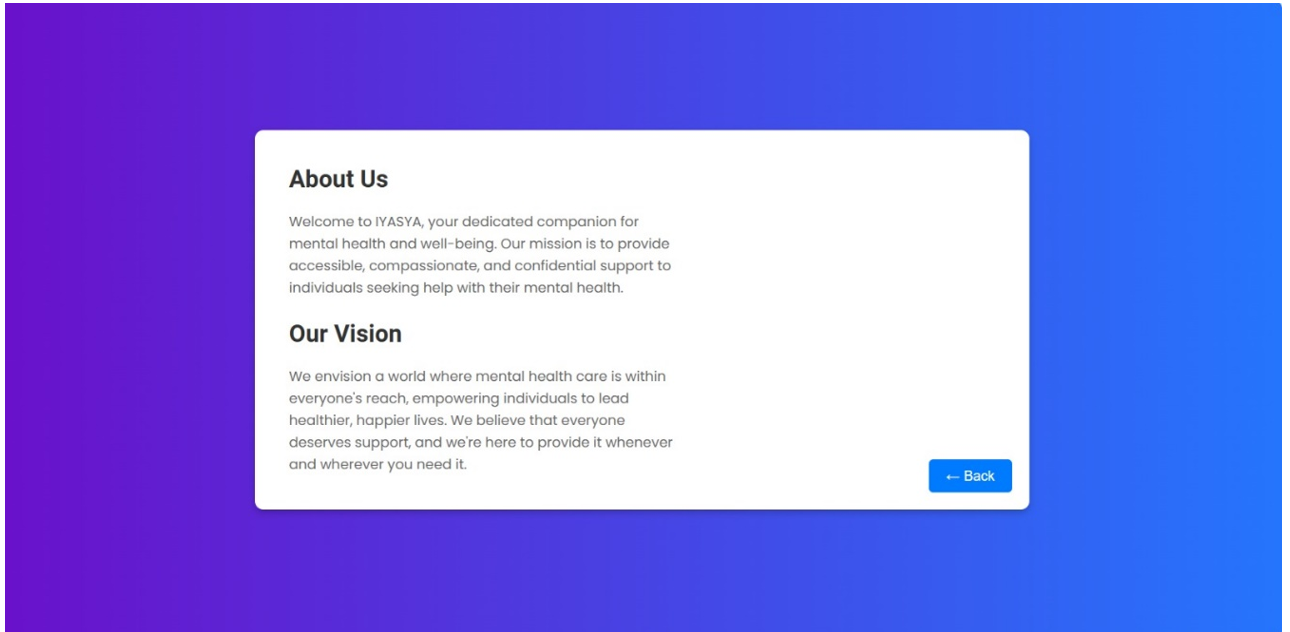 About Us
Welcome to IYASYA, your dedicated companion for
mental health and well-being. Our mission is to provide
accessible, compassionate, and confidential support to
individuals seeking help with their mental health.
Our Vision
We envision a world where mental health care is within
everyone's reach, empowering individuals to lead
healthier, happier lives. We believe that everyone
deserves support, and we're here to provide it whenever
and wherever you need it.
← Back